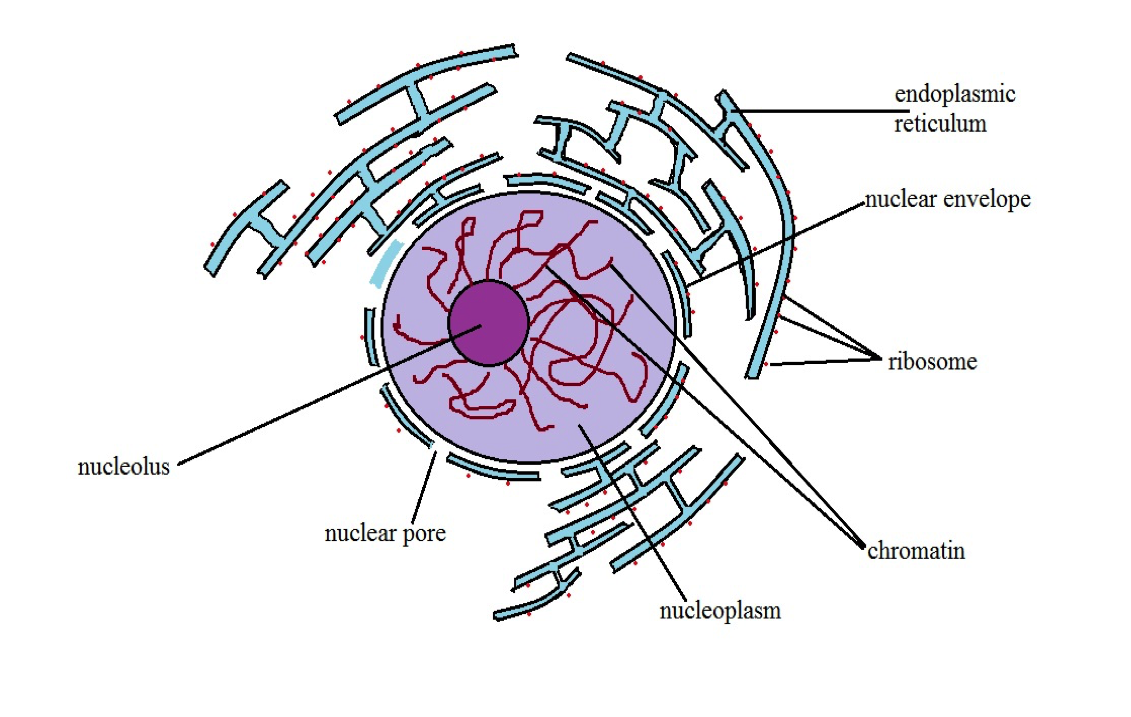 endoplasmic
reticulum
nuclear envelope
ribosome
nucleolus
nuclear pore
chromatin
nucleoplasm